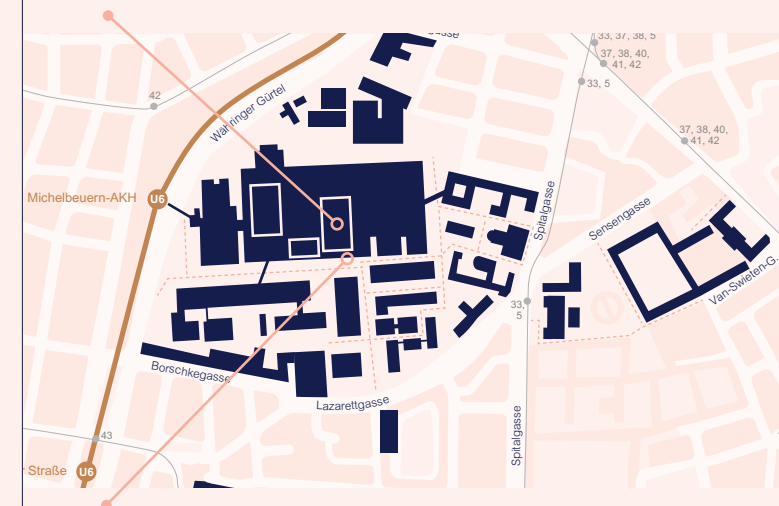 33, 37, 38, 5
37, 38, 40,
41, 42
33, 5
42
Währinger Gürtel
37, 38, 40,
41, 42
Michelbeuern-AKH
U6
Spitalgasse
Sensengasse
Van-Swieten-G.
33,
5
Borschkegasse
Lazarettgasse
Spitalgasse
43
Straße
U6